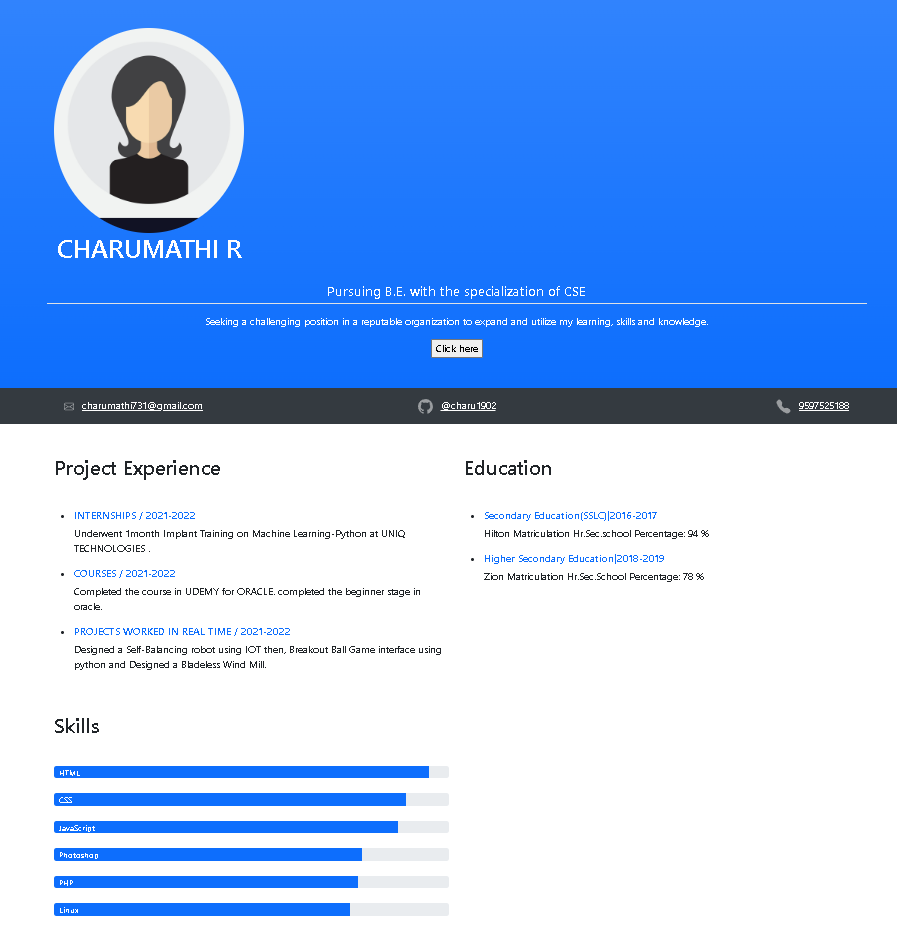 CHARUMATHI R
Pursuing B.E. with the specialization of CSE
Seeking a challenging position in a reputable organization to expand and utilize my learning, skills and knowledge.
Click here
charumathi731@gmail.com
@charu1902
9597525188
Project Experience
INTERNSHIPS / 2021-2022
Underwent 1month Implant Training on Machine Learning-Python at UNIQ
TECHNOLOGIES .
COURSES / 2021-2022
Completed the course in UDEMY for ORACLE. completed the beginner stage in
oracle.
PROJECTS WORKED IN REAL TIME / 2021-2022
Designed a Self-Balancing robot using IOT then, Breakout Ball Game interface using
python and Designed a Bladeless Wind Mill.
Education
Secondary Education(SSLC)|2016-2017
Hilton Matriculation Hr.Sec.school Percentage: 94 %
Higher Secondary Education|2018-2019
Zion Matriculation Hr.Sec.School Percentage: 78 %
Skills
HTML
CSS
JavaScript
Photoshop
PHP
Linux